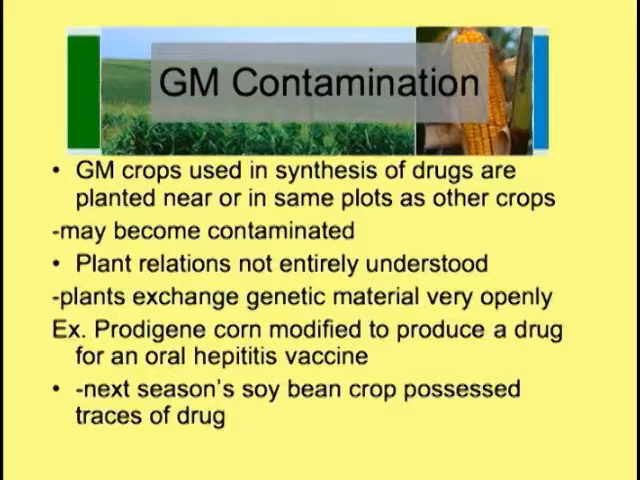 GM Contamination
• GM crops used in synthesis of drugs are
planted near or in same plots as other crops
-may become contaminated
• Plant relations not entirely understood
-plants exchange genetic material very openly
Ex. Prodigene corn modified to produce a drug
for an oral hepititis vaccine
• -next season's soy bean crop possessed
traces of drug